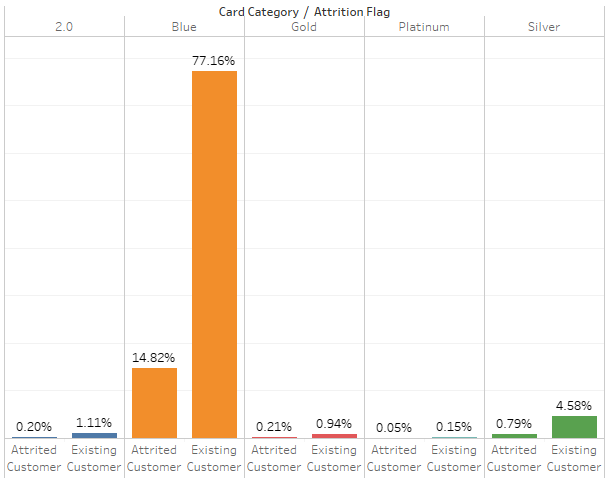 Card Category / Attrition Flag
2.0 Blue Gold Platinum Silver
77.16%
14.82%
4.58%
0.20% 1.11% 0.21% 0.94% 0.05% 0.15% 0.79%
Attrited Existing Attrited Existing Attrited Existing Attrited Existing Attrited Existing
Customer Customer Customer Customer Customer Customer Customer Customer Customer Customer